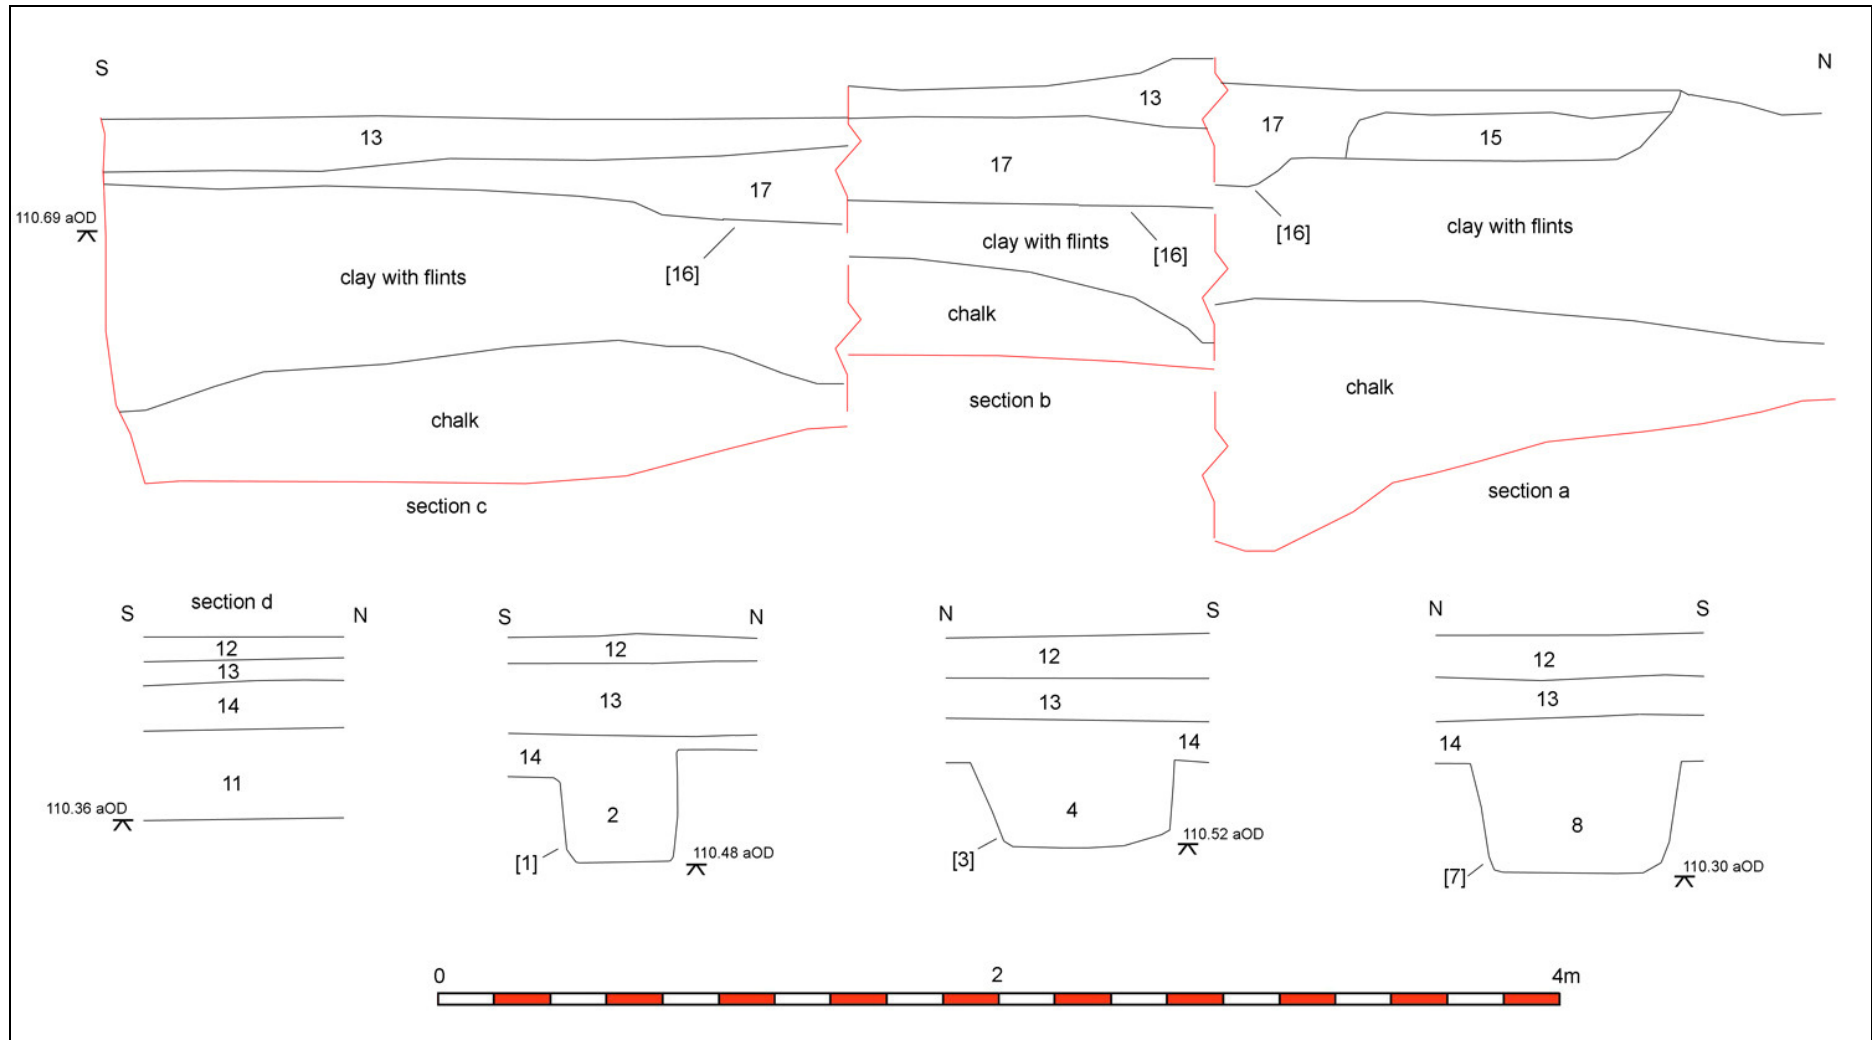 S
N
13
13
17
15
17
17
110.69 aOD
clay with flints
[16]
clay with flints
[16]
clay with flints
[16]
chalk
chalk
chalk
section b
section a
section c
section d
S
N
S
N
N
S
N
S
12
13
14
11
110.36 aOD
12
13
14
2
[1]
110.48 aOD
12
13
14
4
[3]
110.52 aOD
12
13
14
8
[7]
110.30 aOD
0
2
4m